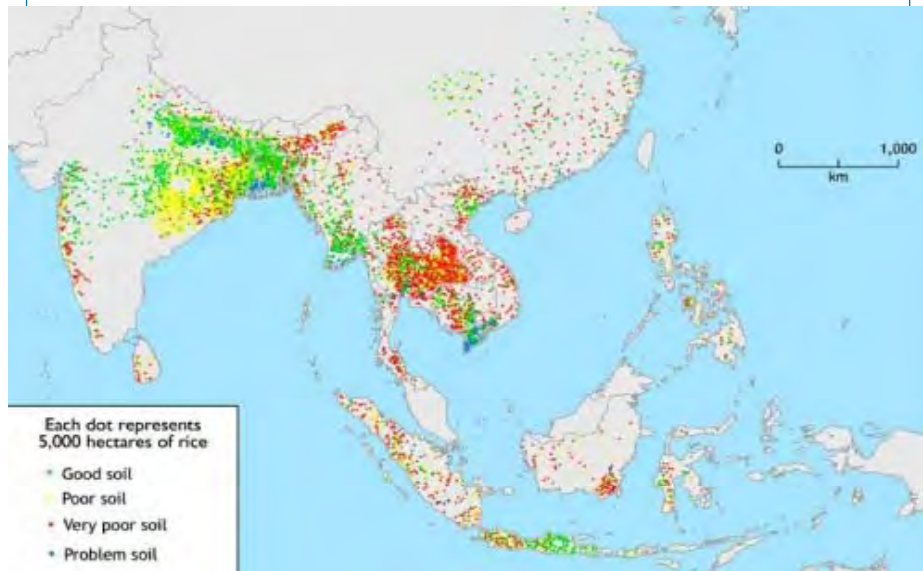 0 1,000
km
Each dot represents
5,000 hectares of rice
Good soil
Poor soil
Very poor soil
Problem soil